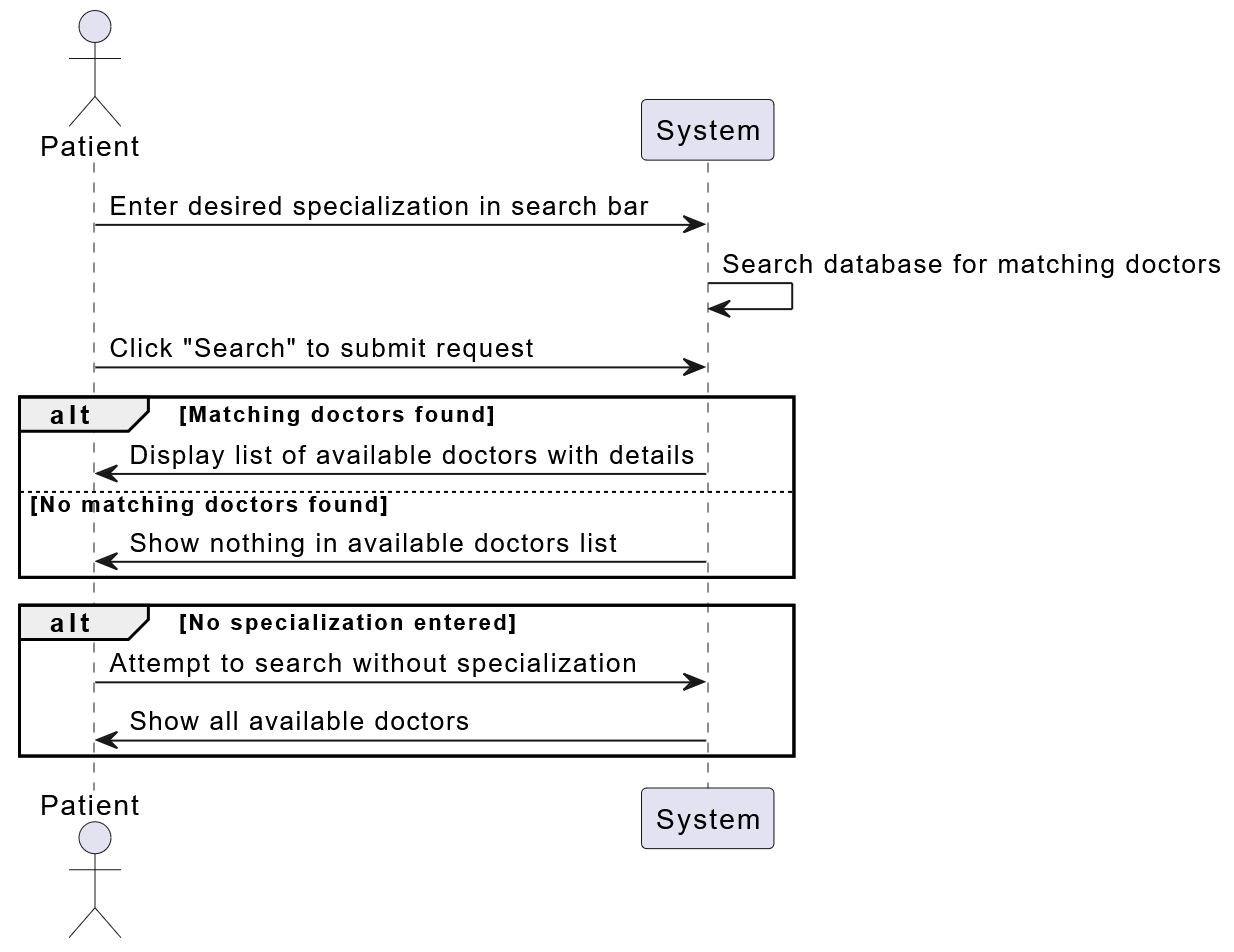 Patient
System
Enter desired specialization in search bar
Search database for matching doctors
Click "Search" to submit request
alt [Matching doctors found]
Display list of available doctors with details
[No matching doctors found]
Show nothing in available doctors list
alt [No specialization entered]
Attempt to search without specialization
Show all available doctors
Patient
System